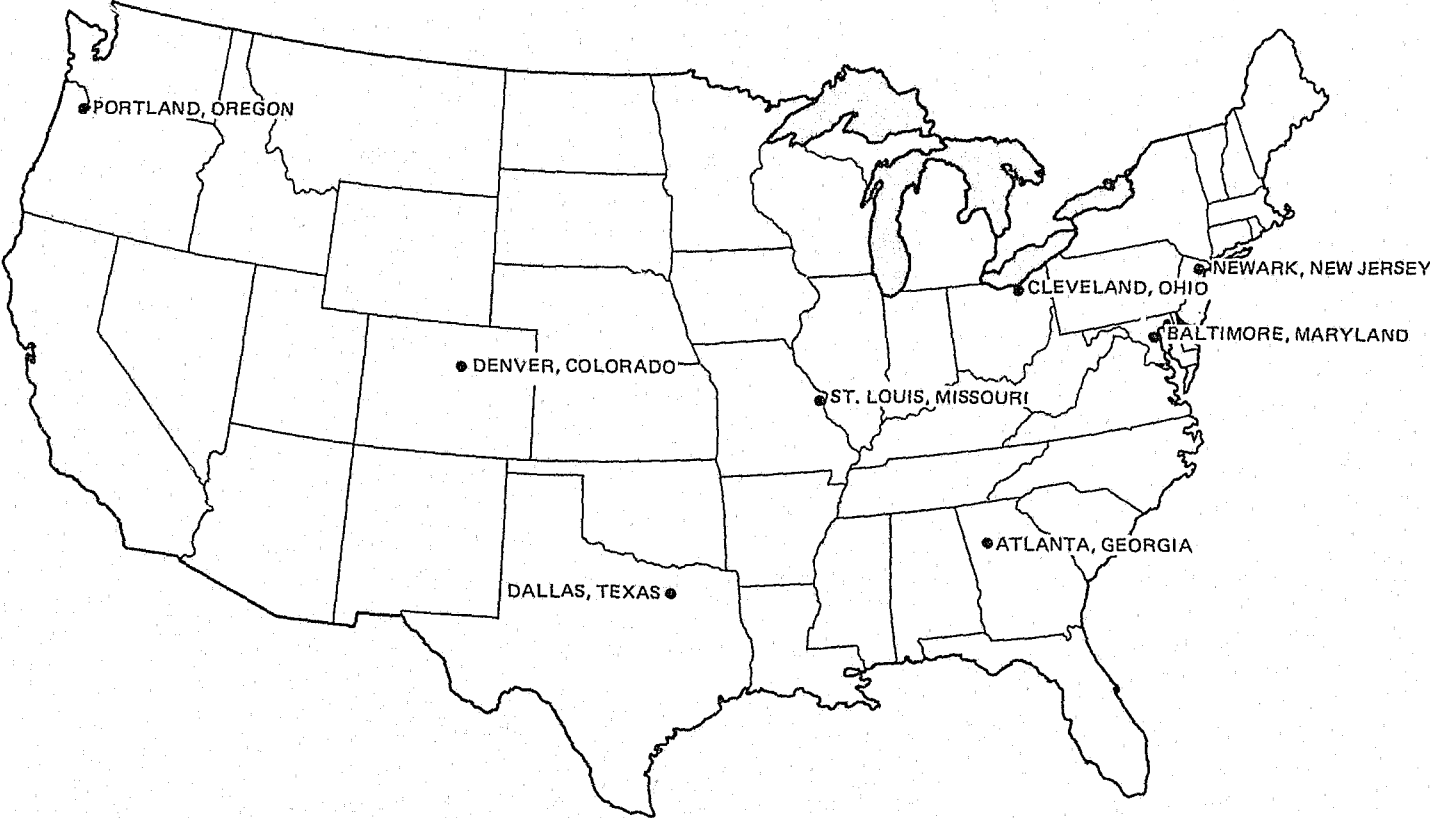 PORTLAND, OREGON
NEWARK, NEW JERSEY
CLEVELAND, OHIO
BALTIMORE, MARYLAND
DENVER, COLORADO
ST. LOUIS, MISSOURI
ATLANTA, GEORGIA
DALLAS, TEXAS